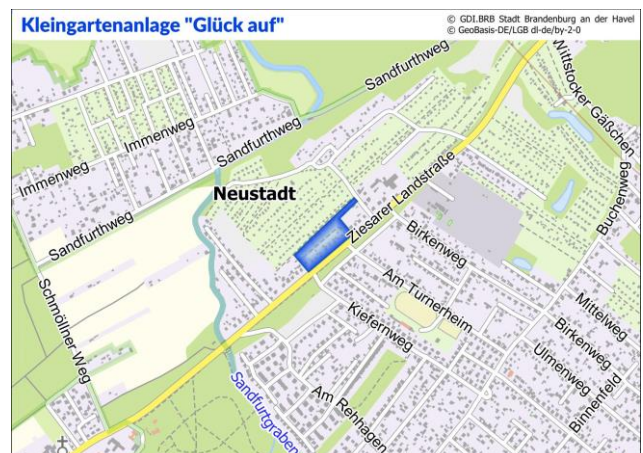 Kleingartenanlage "Glück auf"
© GDI.BRB Stadt Brandenburg an der Havel
© GeoBasis-DE/LGB dl-de/by-2-0
Sandfurthweg
Wittstocker Gäßchen
Immenweg
Immenweg
Sandfurthweg
Neustadt
Ziesarer Landstraße
Buchenweg
Sandfurthweg
Birkenweg
Schmöllner Weg
Am Turnerheim
Mittelweg
Kiefernweg
Birkenweg
Ulmenweg
Sandfurtgraben
Am Rehhagen
Binnenfeld